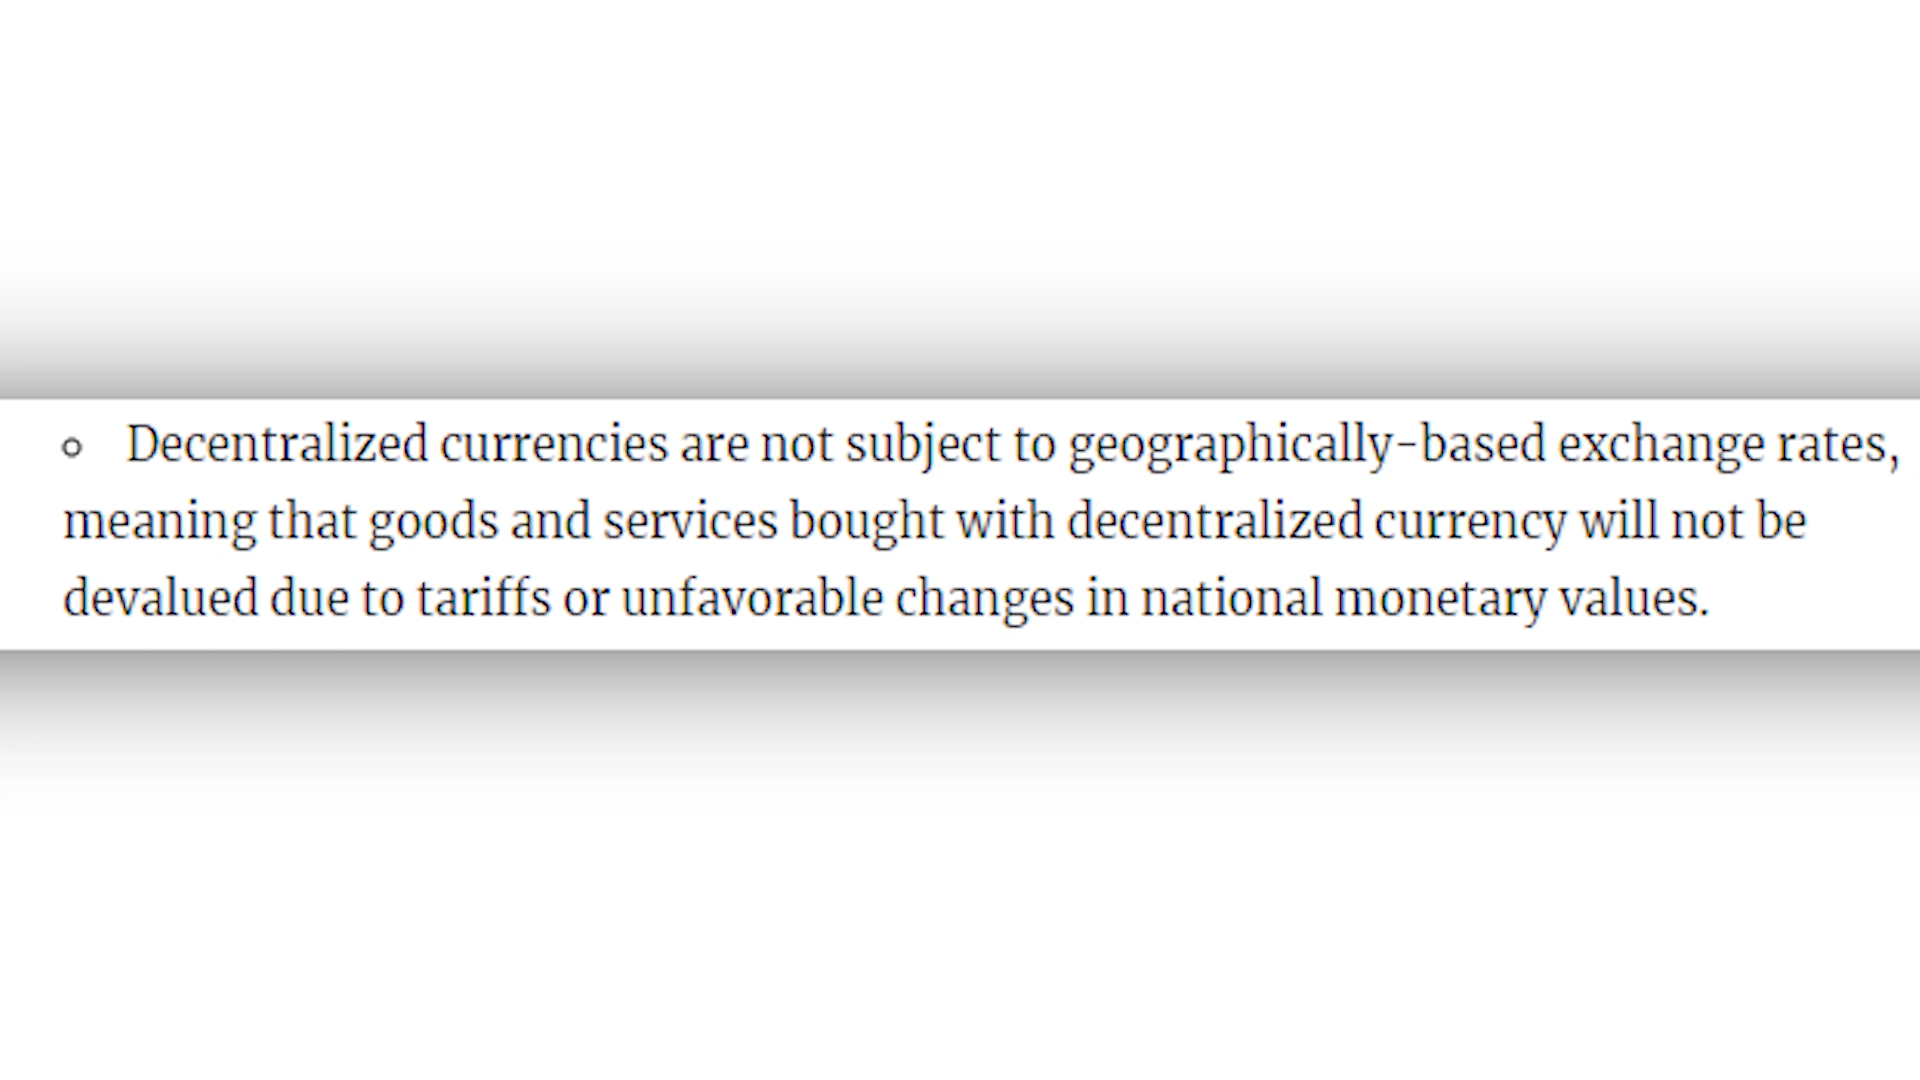 ◦ Decentralized currencies are not subject to geographically-based exchange rates,
meaning that goods and services bought with decentralized currency will not be
devalued due to tariffs or unfavorable changes in national monetary values.